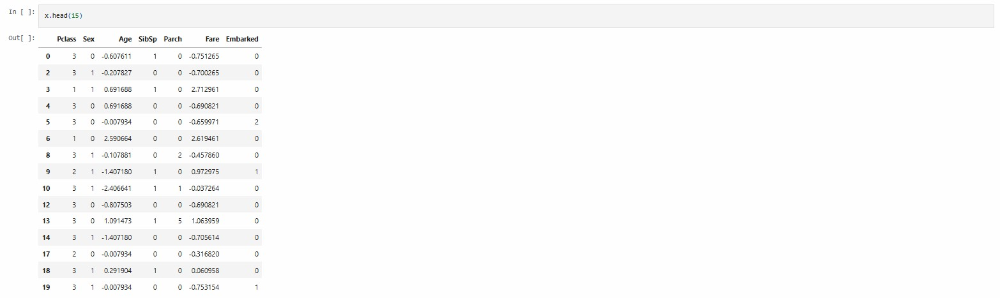 In [ ]: x.head(15)
Out[ ]:
Pclass Sex Age SibSp Parch Fare Embarked
0 3 0 -0.607611 1 0 -0.751265 0
2 3 1 -0.207827 0 0 -0.700265 0
3 1 1 0.691688 1 0 2.712961 0
4 3 0 0.691688 0 0 -0.690821 0
5 3 0 -0.007934 0 0 -0.659971 2
6 1 0 2.590664 0 0 2.619461 0
8 3 1 -0.107881 0 2 -0.457860 0
9 2 1 -1.407180 1 0 0.972975 1
10 3 1 -2.406641 1 1 -0.037264 0
12 3 0 -0.807503 0 0 -0.690821 0
13 3 0 1.091473 1 5 1.063959 0
14 3 1 -1.407180 0 0 -0.705614 0
17 2 0 -0.007934 0 0 -0.316820 0
18 3 1 0.291904 1 0 0.060958 0
19 3 1 -0.007934 0 0 -0.753154 1